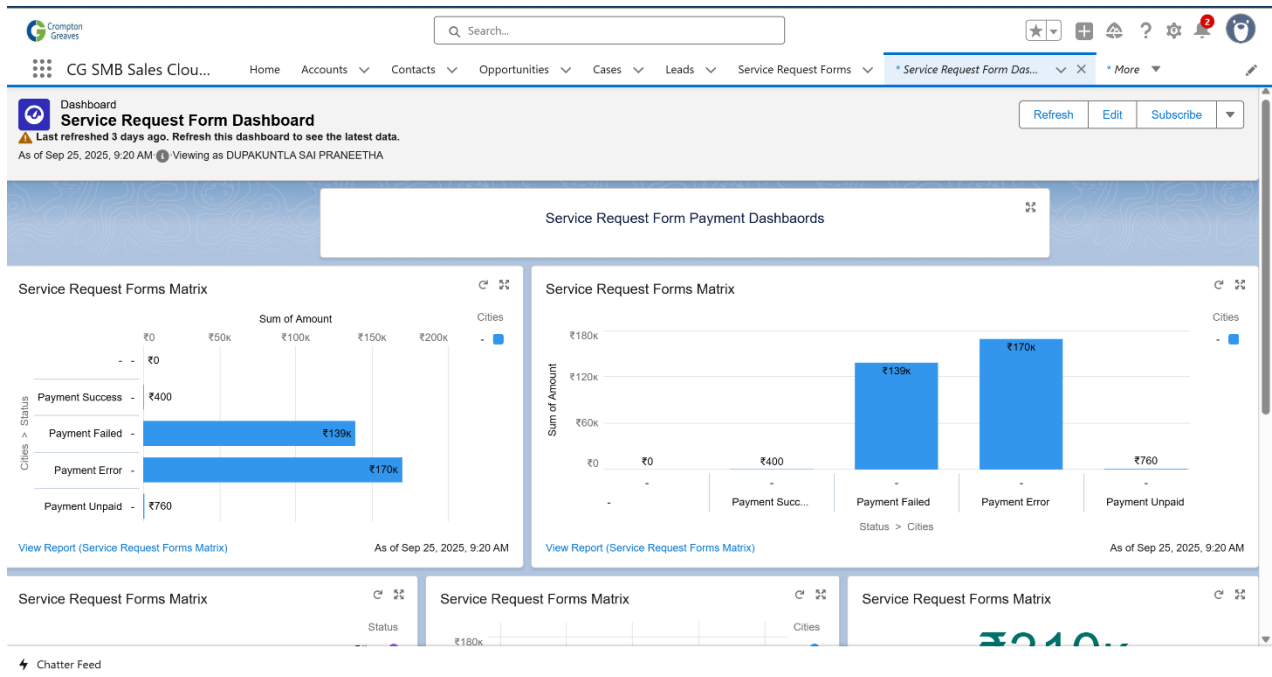 Crompton
Greaves
Search...
2
CG SMB Sales Clou...
Home
Accounts
Contacts
Opportunities
Cases
Leads
Service Request Forms
* Service Request Form Das...
* More
Dashboard
Service Request Form Dashboard
Last refreshed 3 days ago. Refresh this dashboard to see the latest data.
As of Sep 25, 2025, 9:20 AM·Viewing as DUPAKUNTLA SAI PRANEETHA
Refresh
Edit
Subscribe
Service Request Form Payment Dashbaords
Service Request Forms Matrix
Sum of Amount
Cities
₹0
₹50K
₹100K
₹150K
₹200K
-
- -
₹0
Payment Success -
₹400
Payment Failed -
₹139K
Payment Error -
₹170K
Payment Unpaid -
₹760
Cities > Status
View Report (Service Request Forms Matrix)
As of Sep 25, 2025, 9:20 AM
Service Request Forms Matrix
Cities
-
Sum of Amount
₹180K
₹120K
₹60K
₹0
₹0
₹400
₹139K
₹170K
₹760
- - - - -
-
Payment Succ...
Payment Failed
Payment Error
Payment Unpaid
Status > Cities
View Report (Service Request Forms Matrix)
As of Sep 25, 2025, 9:20 AM
Service Request Forms Matrix
Status
Service Request Forms Matrix
Cities
₹180K
Service Request Forms Matrix
Chatter Feed